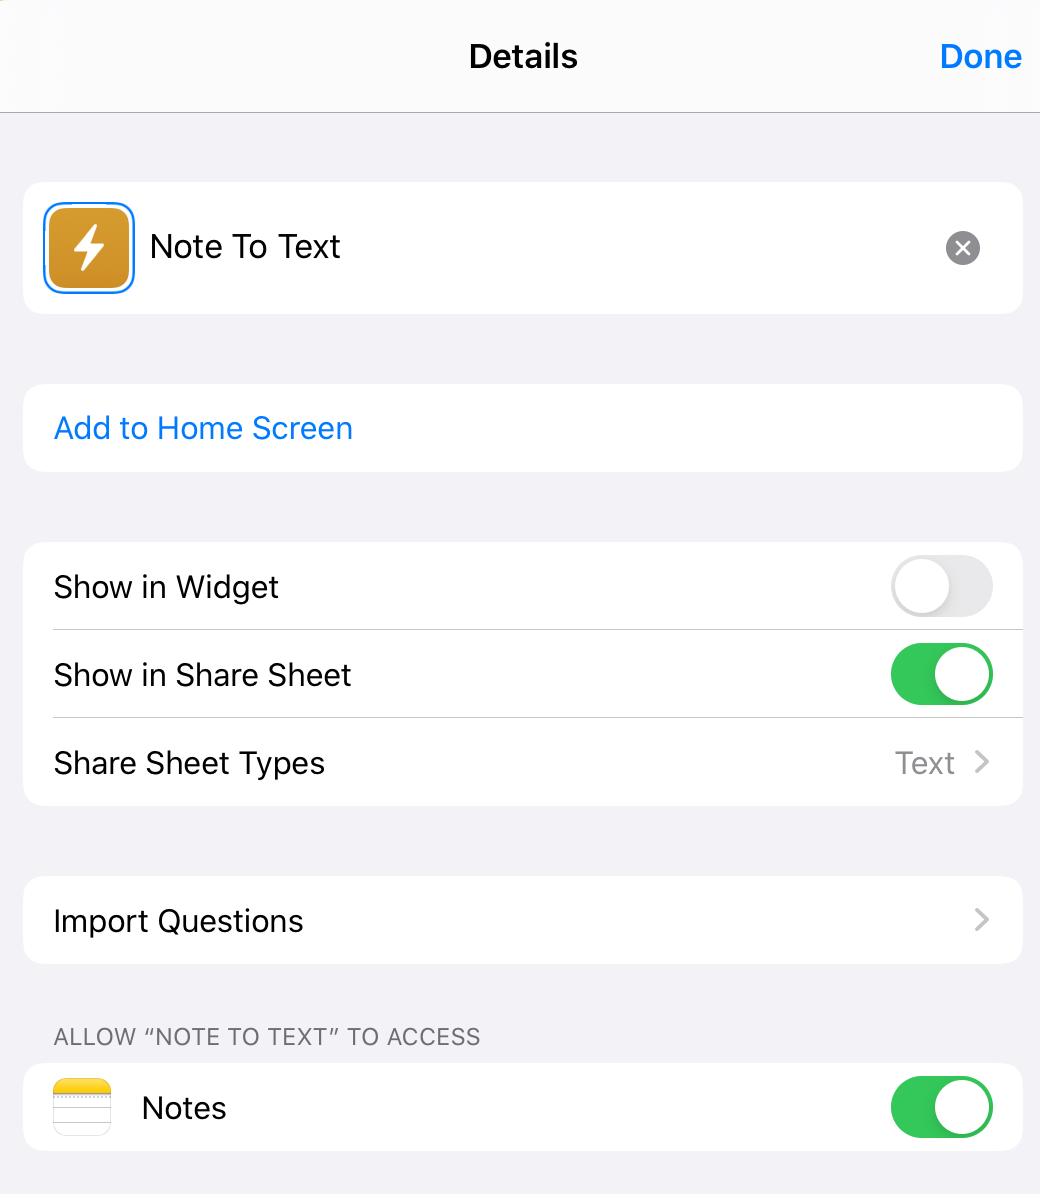 Details
Done
Note To Text
Add to Home Screen
Show in Widget
Show in Share Sheet
Share Sheet Types
Text
Import Questions
ALLOW “NOTE TO TEXT” TO ACCESS
Notes